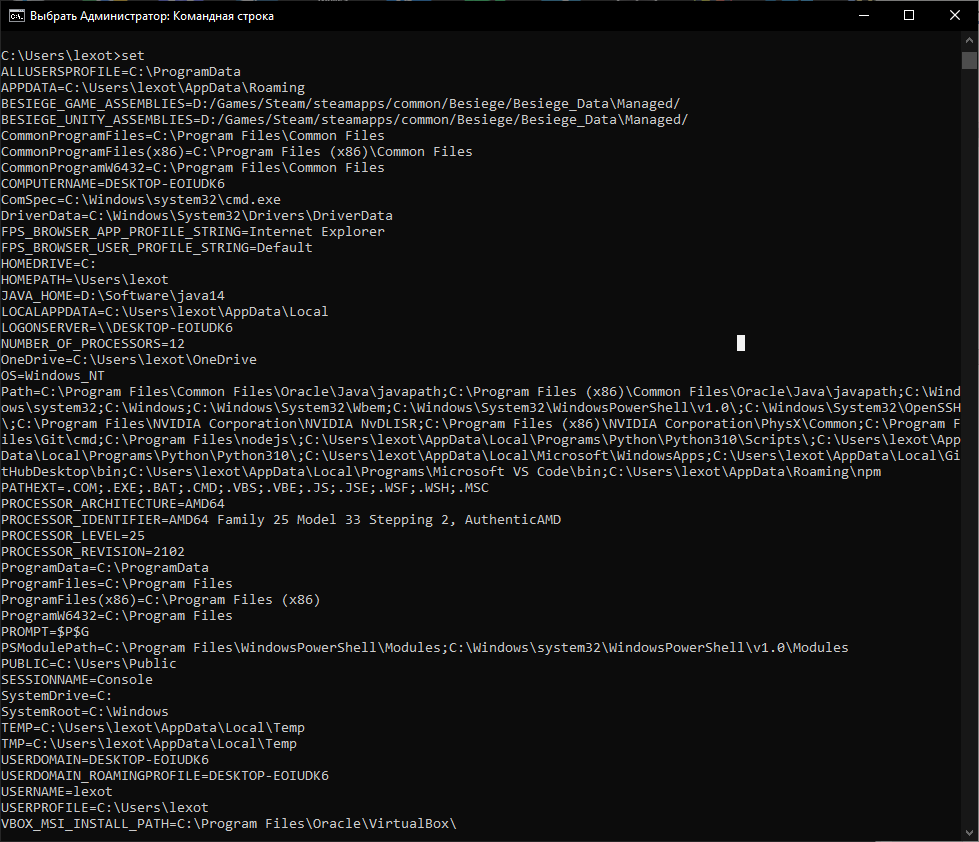 Выбрать Администратор: Командная строка
C:\Users\lexot>set
ALLUSERSPROFILE=C:\ProgramData
APPDATA=C:\Users\lexot\AppData\Roaming
BESIEGE_GAME_ASSEMBLIES=D:/Games/Steam/steamapps/common/Besiege/Besiege_Data\Managed/
BESIEGE_UNITY_ASSEMBLIES=D:/Games/Steam/steamapps/common/Besiege/Besiege_Data\Managed/
CommonProgramFiles=C:\Program Files\Common Files
CommonProgramFiles(x86)=C:\Program Files (x86)\Common Files
CommonProgramW6432=C:\Program Files\Common Files
COMPUTERNAME=DESKTOP-EOIUDK6
ComSpec=C:\Windows\system32\cmd.exe
DriverData=C:\Windows\System32\Drivers\DriverData
FPS_BROWSER_APP_PROFILE_STRING=Internet Explorer
FPS_BROWSER_USER_PROFILE_STRING=Default
HOMEDRIVE=C:
HOMEPATH=\Users\lexot
JAVA_HOME=D:\Software\java14
LOCALAPPDATA=C:\Users\lexot\AppData\Local
LOGONSERVER=\\DESKTOP-EOIUDK6
NUMBER_OF_PROCESSORS=12
OneDrive=C:\Users\lexot\OneDrive
OS=Windows_NT
Path=C:\Program Files\Common Files\Oracle\Java\javapath;C:\Program Files (x86)\Common Files\Oracle\Java\javapath;C:\Wind
ows\system32;C:\Windows;C:\Windows\System32\Wbem;C:\Windows\System32\WindowsPowerShell\v1.0\;C:\Windows\System32\OpenSSH
\;C:\Program Files\NVIDIA Corporation\NVIDIA NvDLISR;C:\Program Files (x86)\NVIDIA Corporation\PhysX\Common;C:\Program F
iles\Git\cmd;C:\Program Files\nodejs\;C:\Users\lexot\AppData\Local\Programs\Python\Python310\Scripts\;C:\Users\lexot\App
Data\Local\Programs\Python\Python310\;C:\Users\lexot\AppData\Local\Microsoft\WindowsApps;C:\Users\lexot\AppData\Local\Gi
tHubDesktop\bin;C:\Users\lexot\AppData\Local\Programs\Microsoft VS Code\bin;C:\Users\lexot\AppData\Roaming\npm
PATHEXT=.COM;.EXE;.BAT;.CMD;.VBS;.VBE;.JS;.JSE;.WSF;.WSH;.MSC
PROCESSOR_ARCHITECTURE=AMD64
PROCESSOR_IDENTIFIER=AMD64 Family 25 Model 33 Stepping 2, AuthenticAMD
PROCESSOR_LEVEL=25
PROCESSOR_REVISION=2102
ProgramData=C:\ProgramData
ProgramFiles=C:\Program Files
ProgramFiles(x86)=C:\Program Files (x86)
ProgramW6432=C:\Program Files
PROMPT=$P$G
PSModulePath=C:\Program Files\WindowsPowerShell\Modules;C:\Windows\system32\WindowsPowerShell\v1.0\Modules
PUBLIC=C:\Users\Public
SESSIONNAME=Console
SystemDrive=C:
SystemRoot=C:\Windows
TEMP=C:\Users\lexot\AppData\Local\Temp
TMP=C:\Users\lexot\AppData\Local\Temp
USERDOMAIN=DESKTOP-EOIUDK6
USERDOMAIN_ROAMINGPROFILE=DESKTOP-EOIUDK6
USERNAME=lexot
USERPROFILE=C:\Users\lexot
VBOX_MSI_INSTALL_PATH=C:\Program Files\Oracle\VirtualBox\